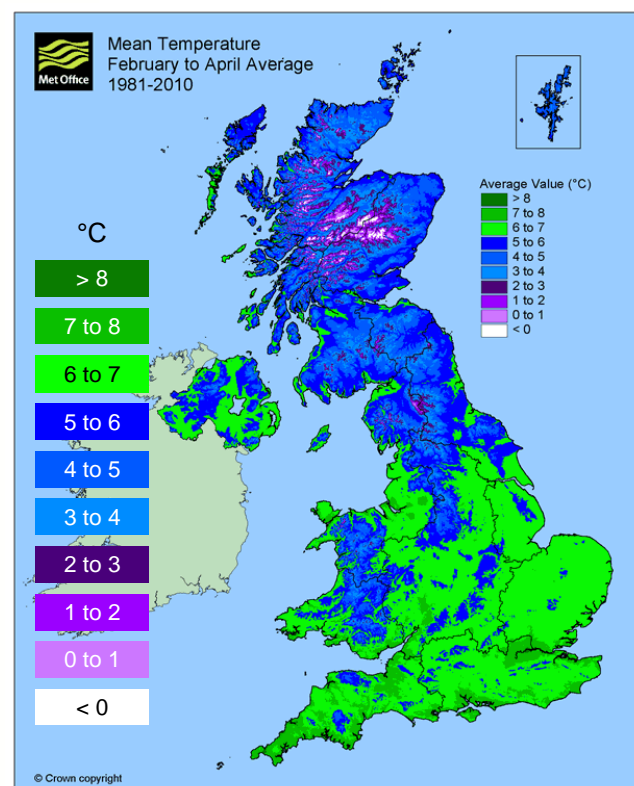 Met Office
Mean Temperature
February to April Average
1981-2010
Average Value (°C)
> 8
7 to 8
6 to 7
5 to 6
4 to 5
3 to 4
2 to 3
1 to 2
0 to 1
< 0
°C
> 8
7 to 8
6 to 7
5 to 6
4 to 5
3 to 4
2 to 3
1 to 2
0 to 1
< 0
© Crown copyright